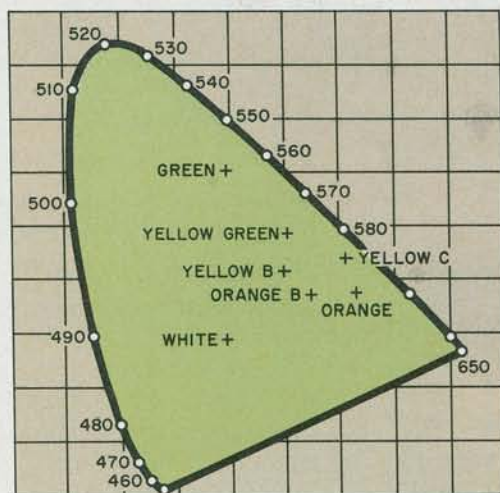 520
530
510
540
550
560
GREEN
570
500
YELLOW GREEN
580
YELLOW C
YELLOW B
ORANGE B
ORANGE
WHITE
490
650
480
470
460